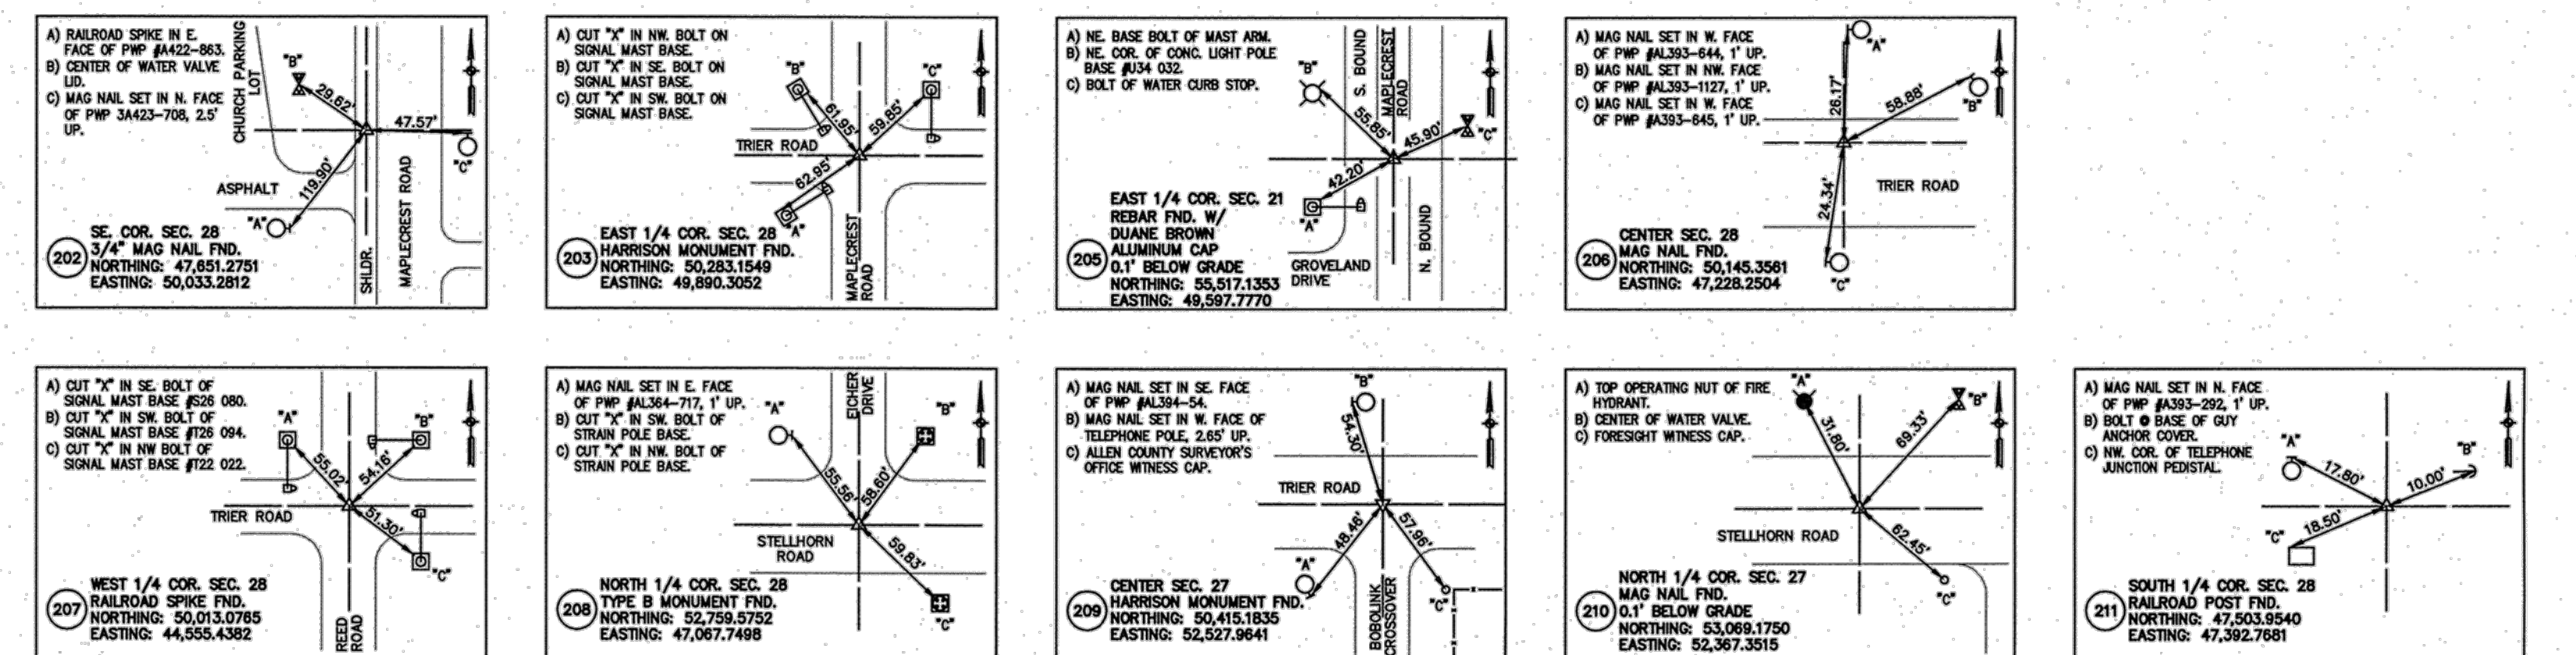 A) RAILROAD SPIKE IN E.
FACE OF PWP #A422-863.
B) CENTER OF WATER VALVE
LID.
C) MAG NAIL SET IN N. FACE
OF PWP 3A423-708, 2.5'
UP.
CHURCH PARKING
LOT
"B"
29.62'
47.57'
"C"
119.90'
ASPHALT
"A"
SHLDR.
MAPLECREST ROAD
202
SE. COR. SEC. 28
3/4" MAG NAIL FND.
NORTHING: 47,651.2751
EASTING: 50,033.2812
A) CUT "X" IN NW. BOLT ON
SIGNAL MAST BASE.
B) CUT "X" IN SE. BOLT ON
SIGNAL MAST BASE.
C) CUT "X" IN SW. BOLT ON
SIGNAL MAST BASE.
"B"
"C"
61.95'
59.85'
TRIER ROAD
62.95'
"A"
MAPLECREST
ROAD
203
EAST 1/4 COR. SEC. 28
HARRISON MONUMENT FND.
NORTHING: 50,283.1549
EASTING: 49,890.3052
A) NE. BASE BOLT OF MAST ARM.
B) NE. COR. OF CONC. LIGHT POLE
BASE #U34 032.
C) BOLT OF WATER CURB STOP.
S. BOUND
MAPLECREST
ROAD
"B"
55.85'
45.90'
"C"
42.20'
"A"
N. BOUND
GROVELAND
DRIVE
205
EAST 1/4 COR. SEC. 21
REBAR FND. W/
DUANE BROWN
ALUMINUM CAP
0.1' BELOW GRADE
NORTHING: 55,517.1353
EASTING: 49,597.7770
A) MAG NAIL SET IN W. FACE
OF PWP #AL393-644, 1' UP.
B) MAG NAIL SET IN NW. FACE
OF PWP #AL393-1127, 1' UP.
C) MAG NAIL SET IN W. FACE
OF PWP #A393-645, 1' UP.
"A"
26.17'
58.88'
"B"
TRIER ROAD
24.34'
"C"
206
CENTER SEC. 28
MAG NAIL FND.
NORTHING: 50,145.3561
EASTING: 47,228.2504
A) CUT "X" IN SE. BOLT OF
SIGNAL MAST BASE #S26 080.
B) CUT "X" IN SW. BOLT OF
SIGNAL MAST BASE #T26 094.
C) CUT "X" IN NW BOLT OF
SIGNAL MAST BASE #T22 022.
"A"
"B"
55.02'
54.16'
TRIER ROAD
51.30'
"C"
REED
ROAD
207
WEST 1/4 COR. SEC. 28
RAILROAD SPIKE FND.
NORTHING: 50,013.0765
EASTING: 44,555.4382
A) MAG NAIL SET IN E. FACE
OF PWP #AL364-717, 1' UP.
B) CUT "X" IN SW. BOLT OF
STRAIN POLE BASE.
C) CUT "X" IN NW. BOLT OF
STRAIN POLE BASE.
EICHER
DRIVE
"A"
"B"
55.56'
58.60'
STELLHORN
ROAD
59.83'
"C"
208
NORTH 1/4 COR. SEC. 28
TYPE B MONUMENT FND.
NORTHING: 52,759.5752
EASTING: 47,067.7498
A) MAG NAIL SET IN SE. FACE
OF PWP #AL394-54.
B) MAG NAIL SET IN W. FACE OF
TELEPHONE POLE, 2.65' UP.
C) ALLEN COUNTY SURVEYOR'S
OFFICE WITNESS CAP.
"B"
54.30'
TRIER ROAD
48.46'
57.96'
"A"
"C"
BOBOLINK
CROSSOVER
209
CENTER SEC. 27
HARRISON MONUMENT FND.
NORTHING: 50,415.1835
EASTING: 52,527.9641
A) TOP OPERATING NUT OF FIRE
HYDRANT.
B) CENTER OF WATER VALVE.
C) FORESIGHT WITNESS CAP.
"A"
"B"
31.80'
69.33'
STELLHORN ROAD
62.45'
"C"
210
NORTH 1/4 COR. SEC. 27
MAG NAIL FND.
0.1' BELOW GRADE
NORTHING: 53,069.1750
EASTING: 52,367.3515
A) MAG NAIL SET IN N. FACE
OF PWP #A393-292, 1' UP.
B) BOLT @ BASE OF GUY
ANCHOR COVER.
C) NW. COR. OF TELEPHONE
JUNCTION PEDISTAL.
"A"
"B"
17.80'
10.00'
18.50'
"C"
211
SOUTH 1/4 COR. SEC. 28
RAILROAD POST FND.
NORTHING: 47,503.9540
EASTING: 47,392.7681